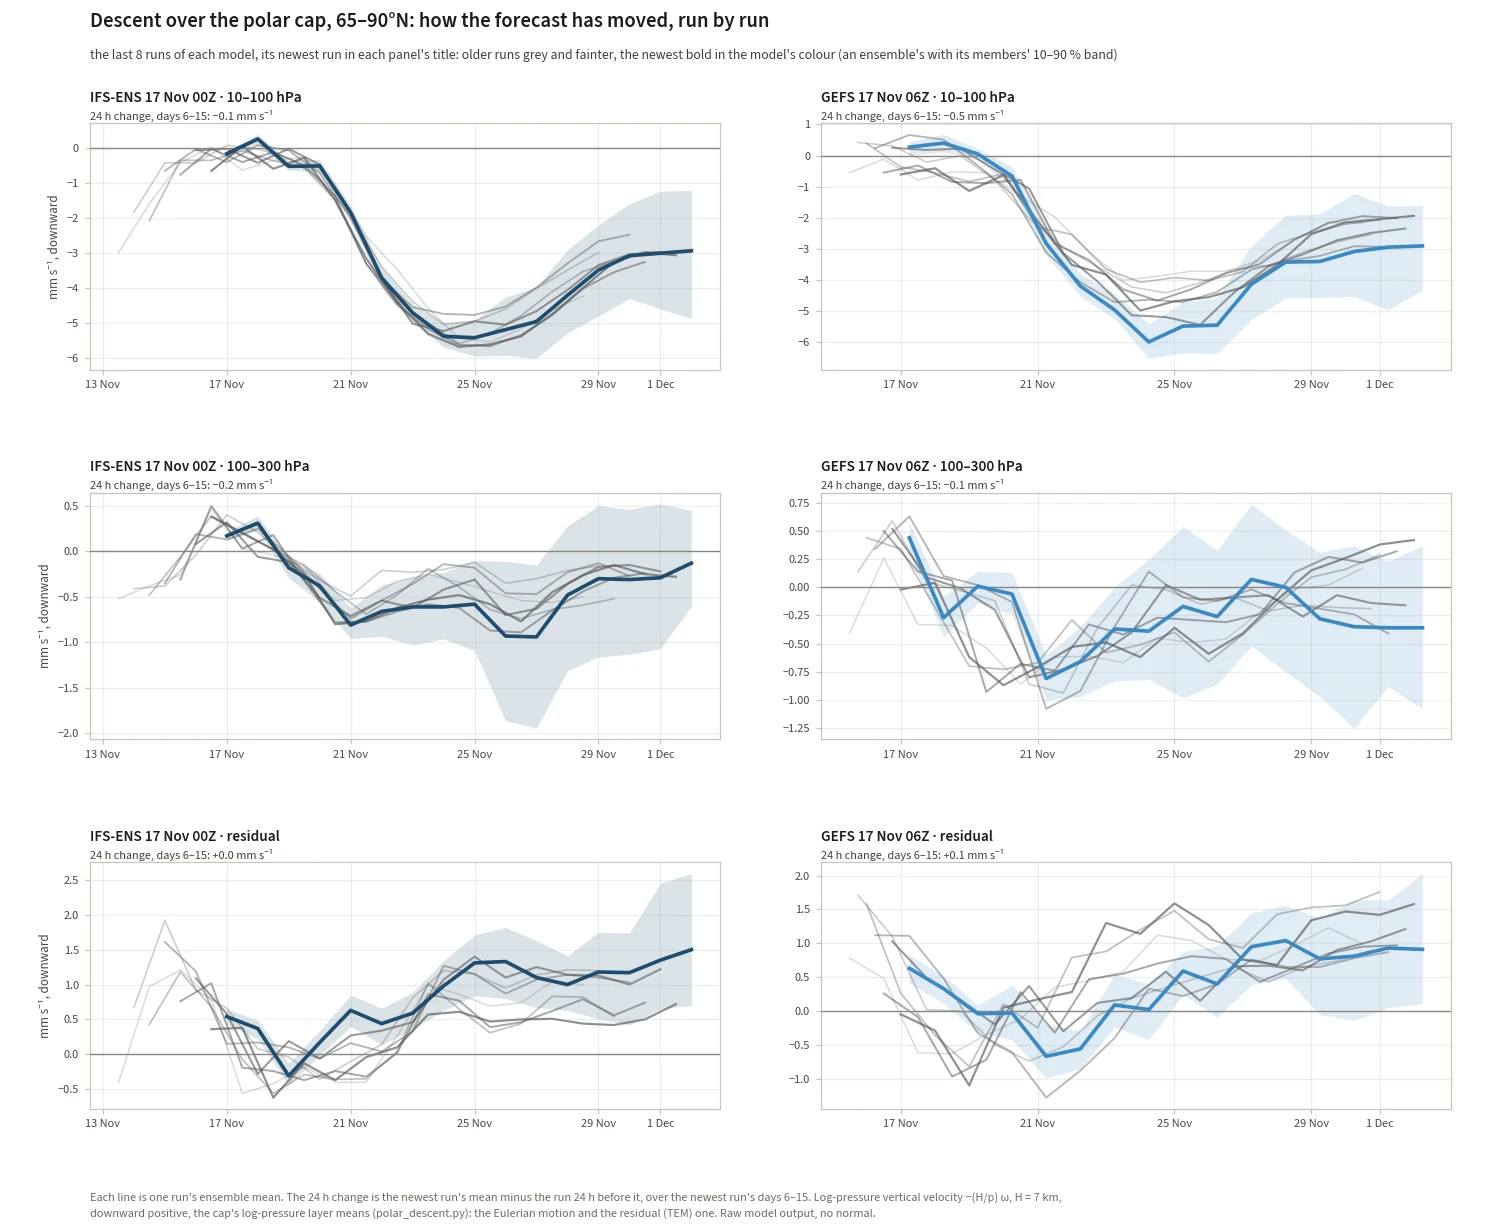 Descent over the polar cap, 65–90°N: how the forecast has moved, run by run
the last 8 runs of each model, its newest run in each panel's title: older runs grey and fainter, the newest bold in the model's colour (an ensemble's with its members' 10–90 % band)
IFS-ENS 17 Nov 00Z · 10–100 hPa
24 h change, days 6–15: −0.1 mm s⁻¹
mm s⁻¹, downward
0
−1
−2
−3
−4
−5
−6
13 Nov
17 Nov
21 Nov
25 Nov
29 Nov
1 Dec
GEFS 17 Nov 06Z · 10–100 hPa
24 h change, days 6–15: −0.5 mm s⁻¹
1
0
−1
−2
−3
−4
−5
−6
17 Nov
21 Nov
25 Nov
29 Nov
1 Dec
IFS-ENS 17 Nov 00Z · 100–300 hPa
24 h change, days 6–15: −0.2 mm s⁻¹
mm s⁻¹, downward
0.5
0.0
−0.5
−1.0
−1.5
−2.0
13 Nov
17 Nov
21 Nov
25 Nov
29 Nov
1 Dec
GEFS 17 Nov 06Z · 100–300 hPa
24 h change, days 6–15: −0.1 mm s⁻¹
0.75
0.50
0.25
0.00
−0.25
−0.50
−0.75
−1.00
−1.25
17 Nov
21 Nov
25 Nov
29 Nov
1 Dec
IFS-ENS 17 Nov 00Z · residual
24 h change, days 6–15: +0.0 mm s⁻¹
mm s⁻¹, downward
2.5
2.0
1.5
1.0
0.5
0.0
−0.5
13 Nov
17 Nov
21 Nov
25 Nov
29 Nov
1 Dec
GEFS 17 Nov 06Z · residual
24 h change, days 6–15: +0.1 mm s⁻¹
2.0
1.5
1.0
0.5
0.0
−0.5
−1.0
17 Nov
21 Nov
25 Nov
29 Nov
1 Dec
Each line is one run's ensemble mean. The 24 h change is the newest run's mean minus the run 24 h before it, over the newest run's days 6–15. Log-pressure vertical velocity −(H/p) ω, H = 7 km,
downward positive, the cap's log-pressure layer means (polar_descent.py): the Eulerian motion and the residual (TEM) one. Raw model output, no normal.